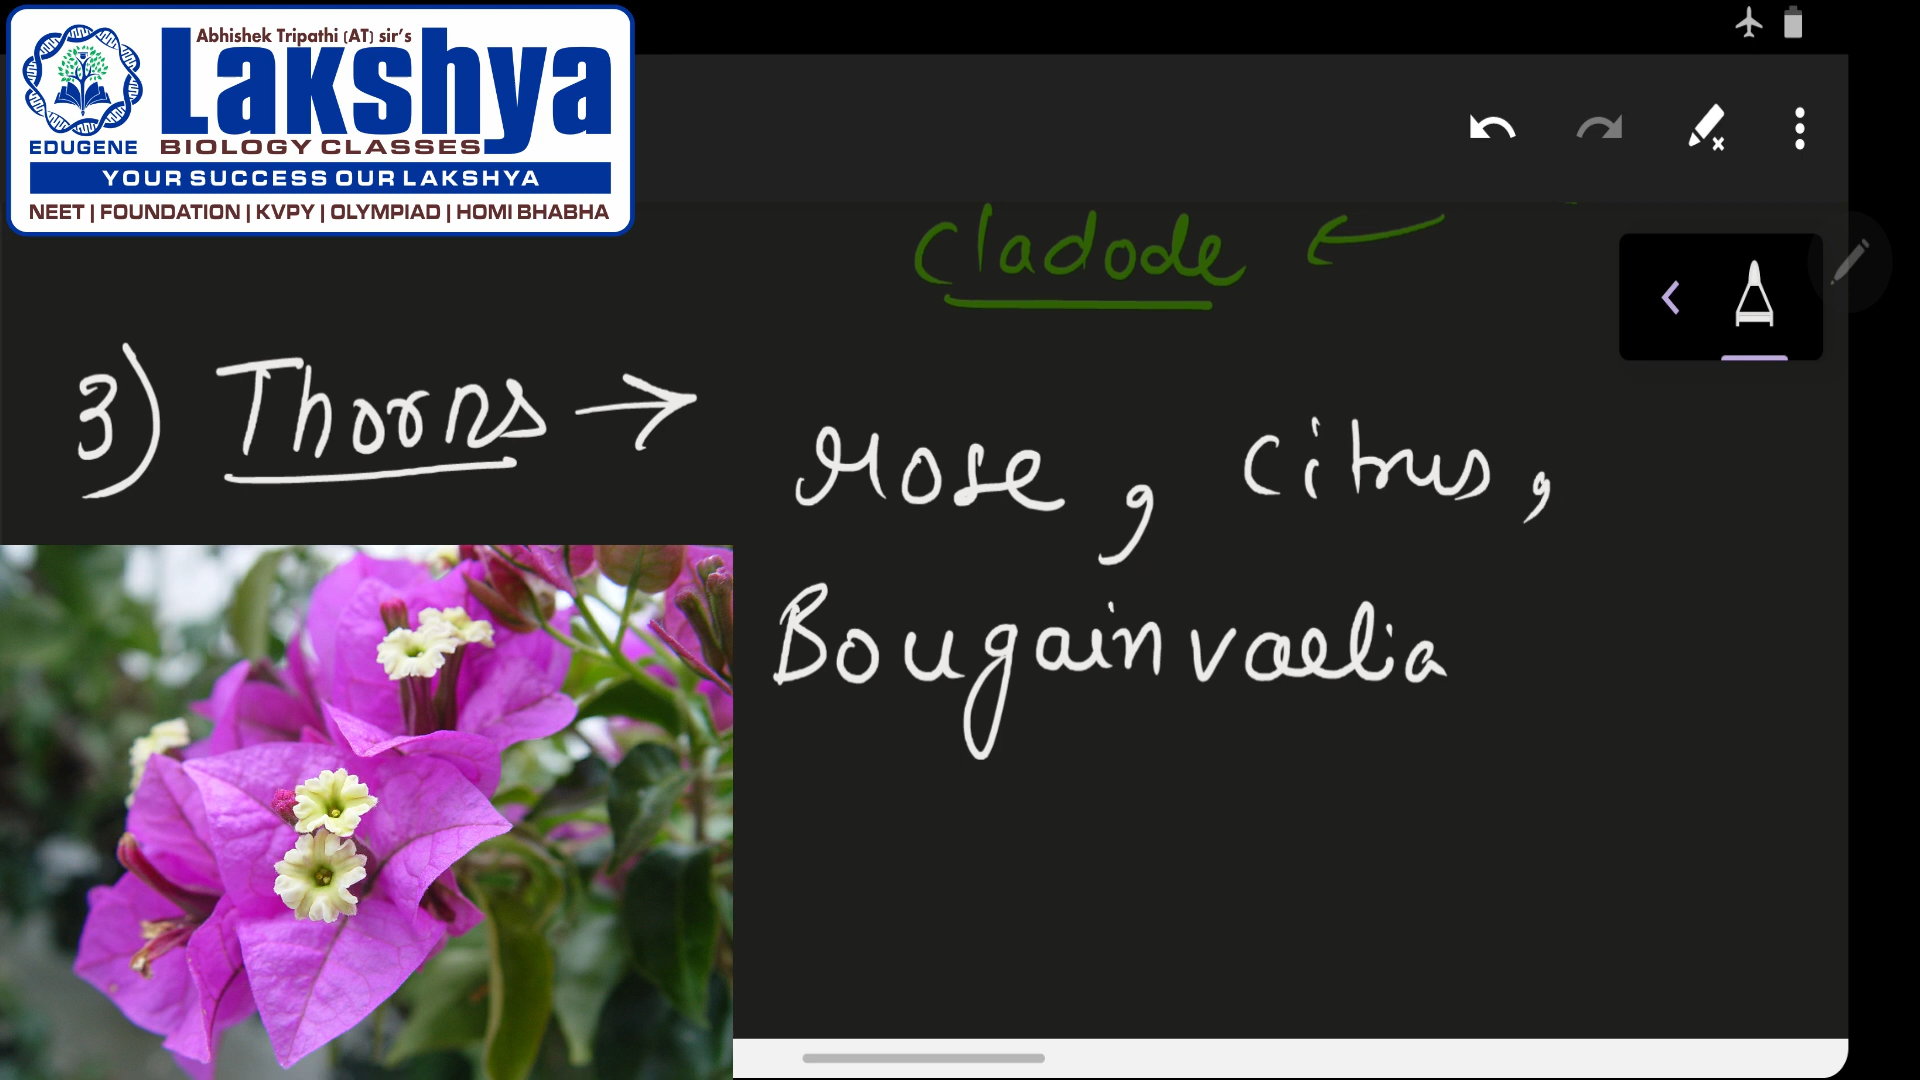 Abhishek Tripathi (AT) sir's
Lakshya
EDUGENE
BIOLOGY CLASSES
YOUR SUCCESS OUR LAKSHYA
NEET | FOUNDATION | KVPY | OLYMPIAD | HOMI BHABHA
Cladode ←
3) Thorns → Rose, Citrus,
Bougainvaelia